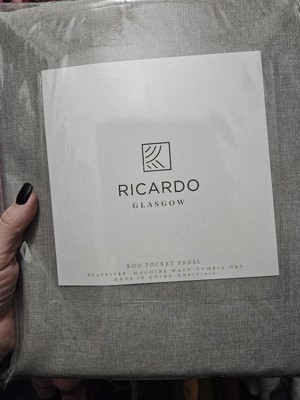 RICARDO
GLASGOW
ROD POCKET PANEL
POLYESTER. MACHINE WASH. TUMBLE DRY
MADE IN CHINA